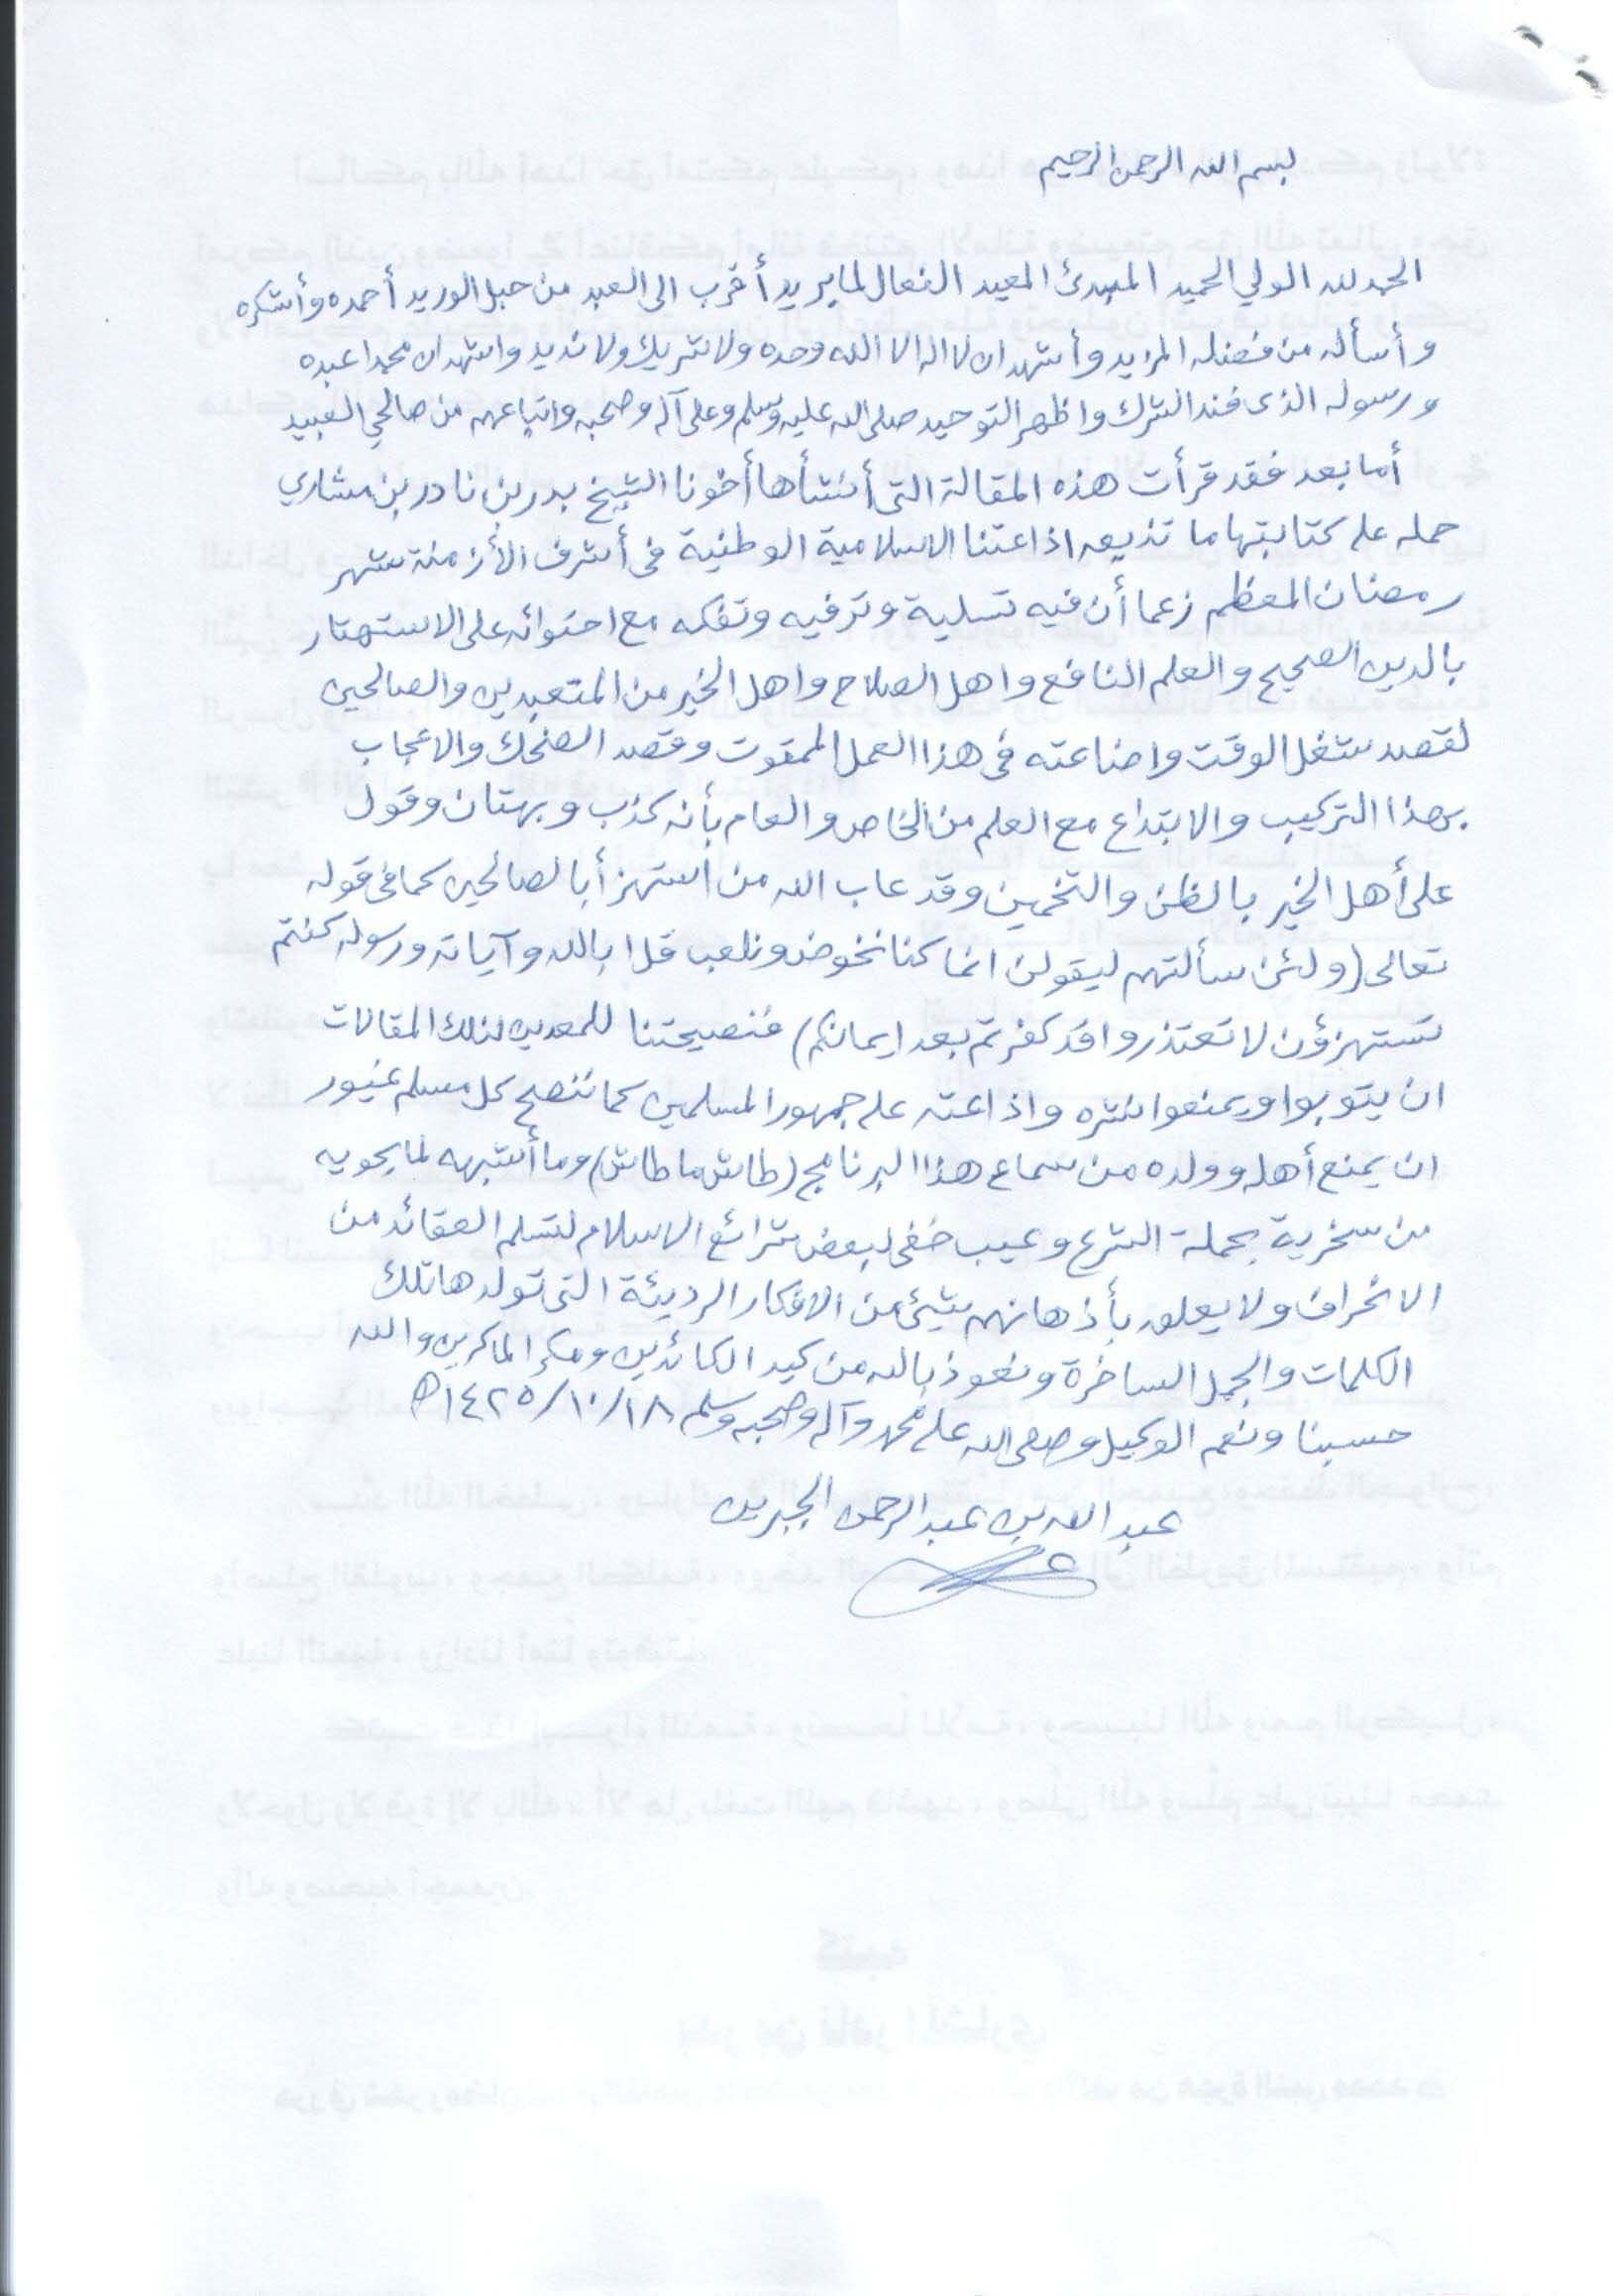 بسم الله الرحمن الرحيم
الحمد لله الولي الحميد المبدئ المعيد الفعال لما يريد أقرب الى العبد من حبل الوريد أحمده وأشكره
وأسأله من فضله المزيد وأشهد ان لا اله الا الله وحده ولا شريك ولا نديد واشهد ان محمدا عبده
ورسوله الذى فند الشرك واظهر التوحيد صلى الله عليه وسلم وعلى آله وصحبه واتباعهم من صالحي العبيد
أما بعد فقد قرأت هذه المقالة التى أنشأها أخونا الشيخ بدر بن نادر بن مشاري
حمله على كتابتها ما تذيعه اذاعتنا الاسلامية الوطنية فى أشرف الأزمنة شهر
رمضان المعظم زعما أن فيه تسلية وترفيه وتفكه مع احتوائه على الاستهتار
بالدين الصحيح والعلم النافع واهل الصلاح واهل الخير من المتعبدين والصالحين
لقصد شغل الوقت واضاعته فى هذا العمل الممقوت وقصد الضحك والاعجاب
بهذا التركيب والابتداع مع العلم من الخاص والعام بأنه كذب وبهتان وقول
على أهل الخير بالظن والتخمين وقد عاب الله من استهزأ بالصالحين كما فى قوله
تعالى (ولئن سألتهم ليقولن انما كنا نخوض ونلعب قل ا بالله وآياته ورسوله كنتم
تستهزؤن لا تعتذروا قد كفرتم بعد ايمانكم) فنصيحتنا للمعدين لذلك المقالات
ان يتوبوا ويمنعوا نشره واذاعته على جمهور المسلمين كما ننصح كل مسلم غيور
ان يمنع أهله وولده من سماع هذا البرنامج (طاش ما طاش) وما أشبهه لما يحويه
من سخرية بحملة الشرع وعيب خفى لبعض شرائع الاسلام لتسلم العقائد من
الانحراف ولا يعلق بأذهانهم شيئ من الافكار الرديئة التى تولدها تلك
الكلمات والجمل الساخرة ونعوذ بالله من كيد الكائدين ومكر الماكرين والله
حسبنا ونعم الوكيل وصلى الله على محمد وآله وصحبه وسلم ١٤٢٥/١٠/١٨ه
عبد الله بن عبد الرحمن الجبرين